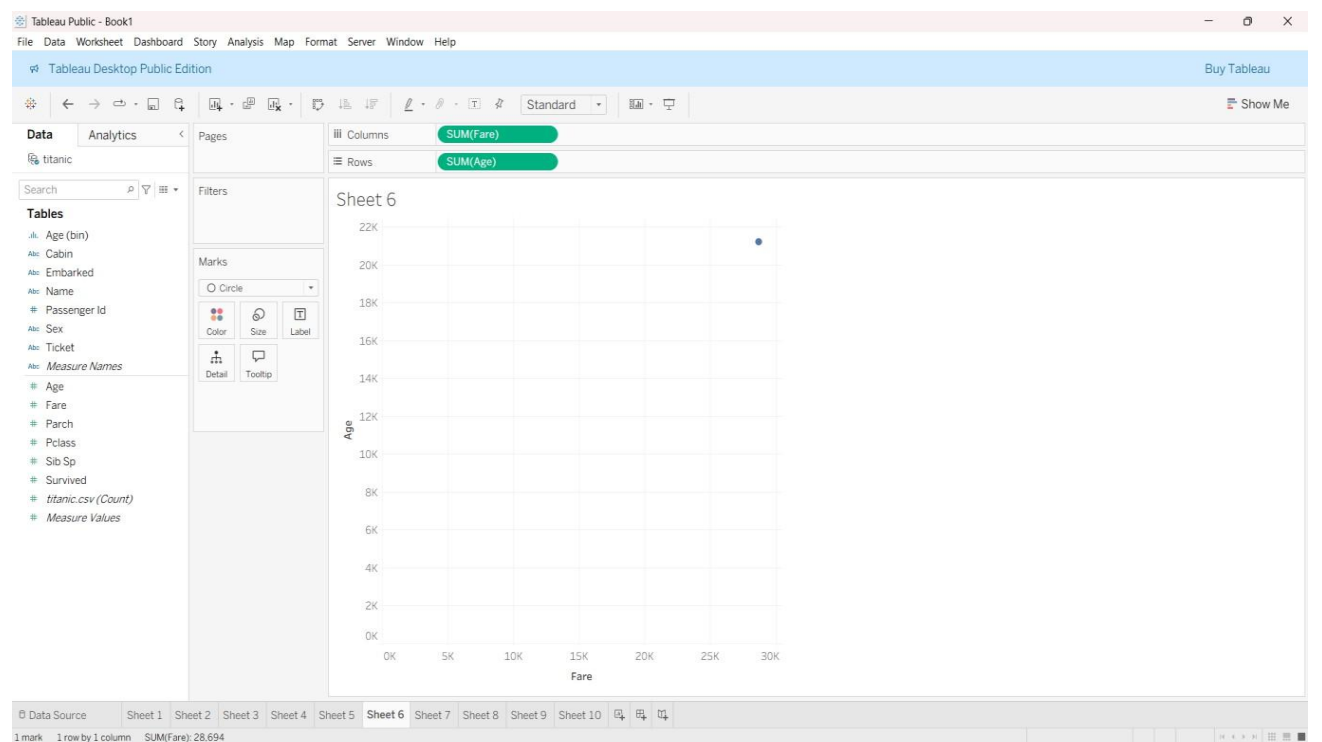 Tableau Public - Book1
File Data Worksheet Dashboard Story Analysis Map Format Server Window Help
Tableau Desktop Public Edition
Buy Tableau
Standard
Show Me
Data Analytics
titanic
Search
Tables
Age (bin)
Abc Cabin
Abc Embarked
Abc Name
# Passenger Id
Abc Sex
Abc Ticket
Abc Measure Names
# Age
# Fare
# Parch
# Pclass
# Sib Sp
# Survived
# titanic.csv (Count)
# Measure Values
Pages
Filters
Marks
Circle
Color Size Label
Detail Tooltip
Columns SUM(Fare)
Rows SUM(Age)
Sheet 6
22K
20K
18K
16K
14K
12K
10K
8K
6K
4K
2K
0K
Age
0K 5K 10K 15K 20K 25K 30K
Fare
Data Source Sheet 1 Sheet 2 Sheet 3 Sheet 4 Sheet 5 Sheet 6 Sheet 7 Sheet 8 Sheet 9 Sheet 10
1 mark 1 row by 1 column SUM(Fare): 28.694